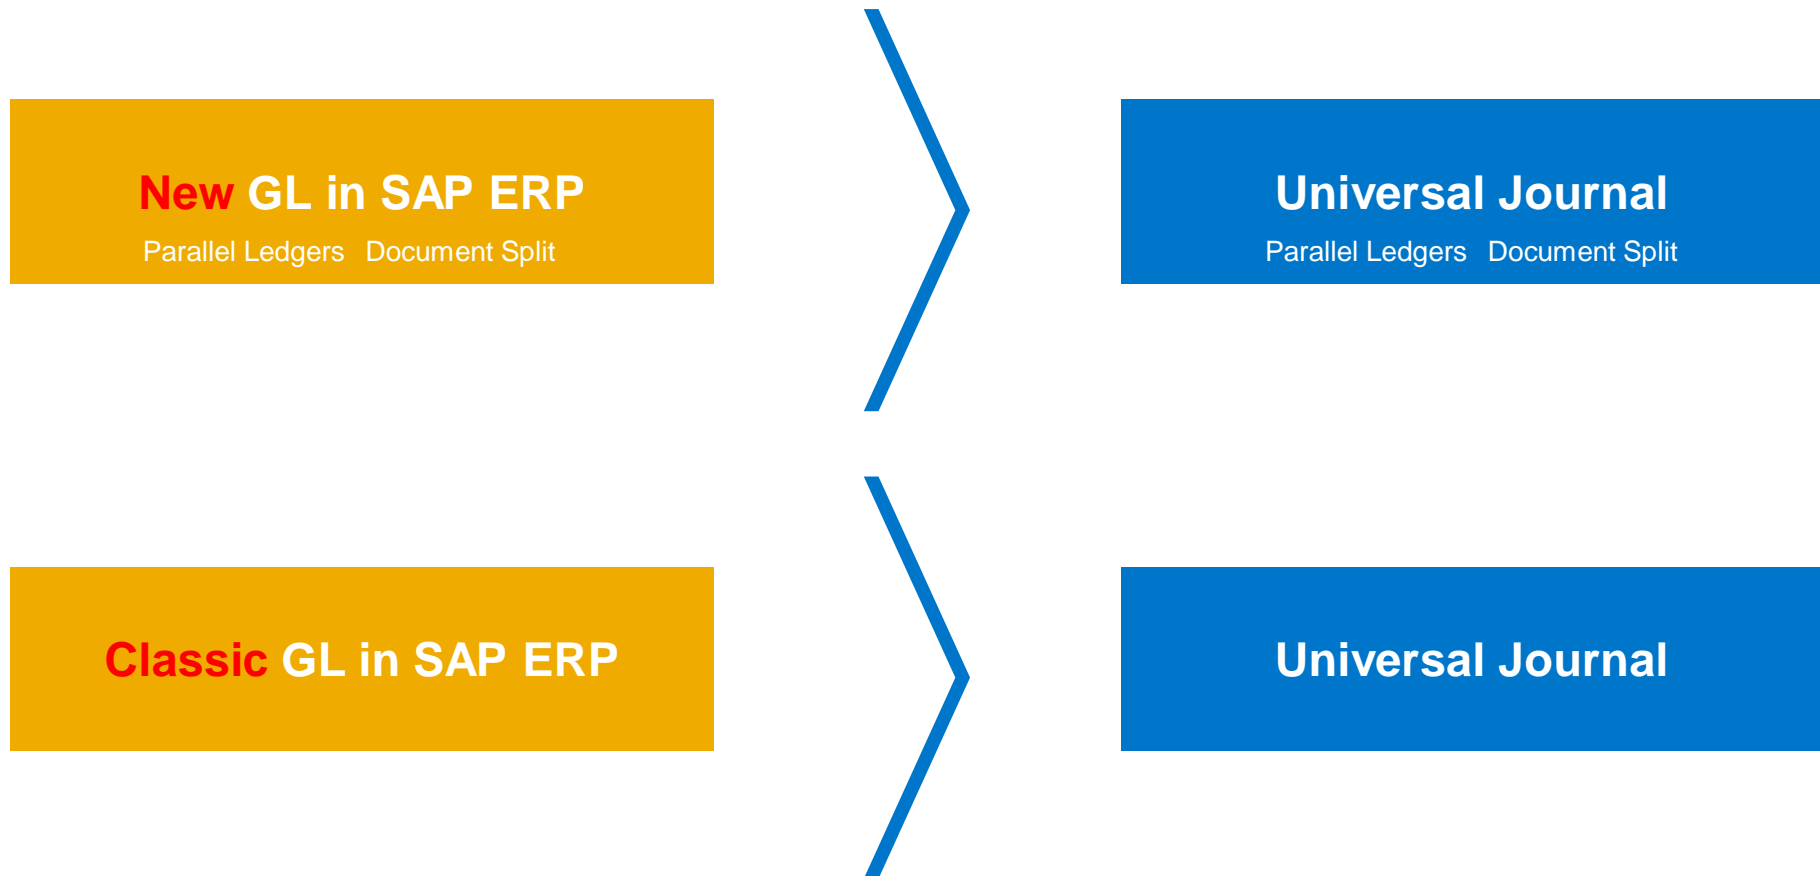 New GL in SAP ERP
Parallel Ledgers Document Split
Universal Journal
Parallel Ledgers Document Split
Classic GL in SAP ERP
Universal Journal